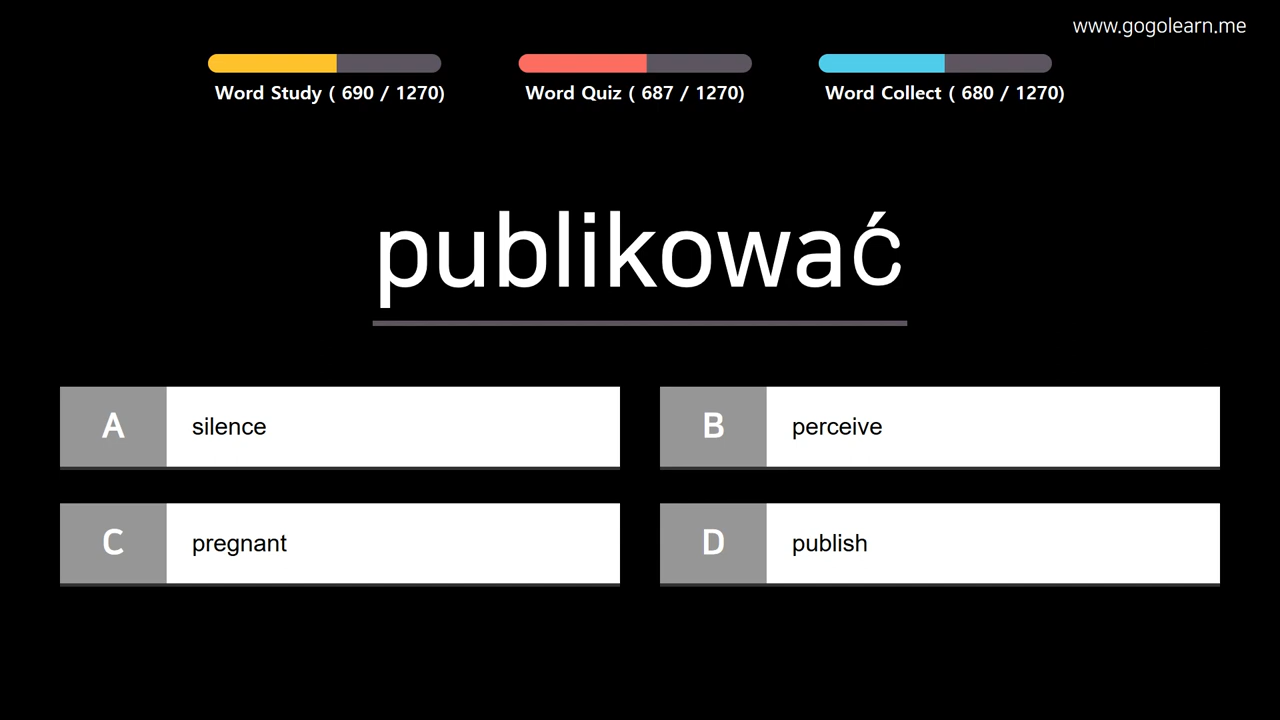 www.gogolearn.me
Word Study ( 690 / 1270)
Word Quiz ( 687 / 1270)
Word Collect ( 680 / 1270)
publikować
A silence
B perceive
C pregnant
D publish